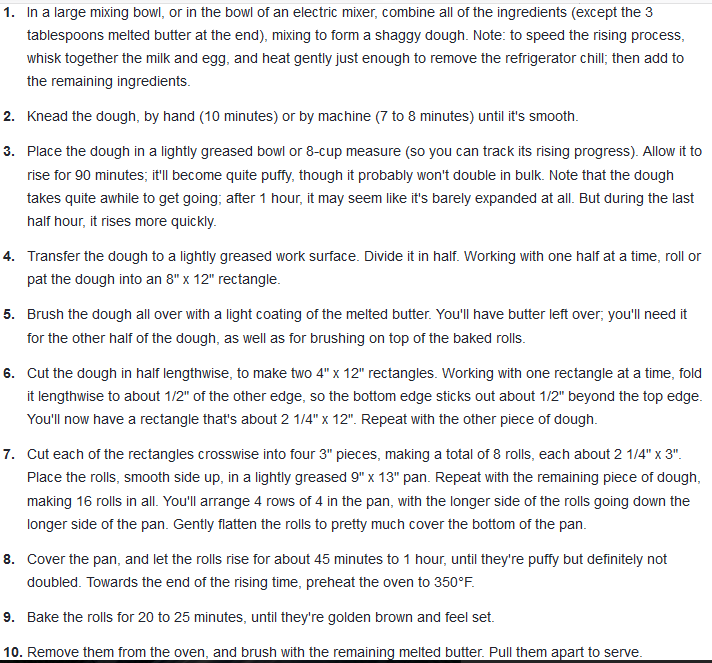 1. In a large mixing bowl, or in the bowl of an electric mixer, combine all of the ingredients (except the 3
tablespoons melted butter at the end), mixing to form a shaggy dough. Note: to speed the rising process,
whisk together the milk and egg, and heat gently just enough to remove the refrigerator chill; then add to
the remaining ingredients.
2. Knead the dough, by hand (10 minutes) or by machine (7 to 8 minutes) until it's smooth.
3. Place the dough in a lightly greased bowl or 8-cup measure (so you can track its rising progress). Allow it to
rise for 90 minutes; it'll become quite puffy, though it probably won't double in bulk. Note that the dough
takes quite awhile to get going; after 1 hour, it may seem like it's barely expanded at all. But during the last
half hour, it rises more quickly.
4. Transfer the dough to a lightly greased work surface. Divide it in half. Working with one half at a time, roll or
pat the dough into an 8" x 12" rectangle.
5. Brush the dough all over with a light coating of the melted butter. You'll have butter left over; you'll need it
for the other half of the dough, as well as for brushing on top of the baked rolls.
6. Cut the dough in half lengthwise, to make two 4" x 12" rectangles. Working with one rectangle at a time, fold
it lengthwise to about 1/2" of the other edge, so the bottom edge sticks out about 1/2" beyond the top edge.
You'll now have a rectangle that's about 2 1/4" x 12". Repeat with the other piece of dough.
7. Cut each of the rectangles crosswise into four 3" pieces, making a total of 8 rolls, each about 2 1/4" x 3".
Place the rolls, smooth side up, in a lightly greased 9" x 13" pan. Repeat with the remaining piece of dough,
making 16 rolls in all. You'll arrange 4 rows of 4 in the pan, with the longer side of the rolls going down the
longer side of the pan. Gently flatten the rolls to pretty much cover the bottom of the pan.
8. Cover the pan, and let the rolls rise for about 45 minutes to 1 hour, until they're puffy but definitely not
doubled. Towards the end of the rising time, preheat the oven to 350°F.
9. Bake the rolls for 20 to 25 minutes, until they're golden brown and feel set.
10. Remove them from the oven, and brush with the remaining melted butter. Pull them apart to serve.